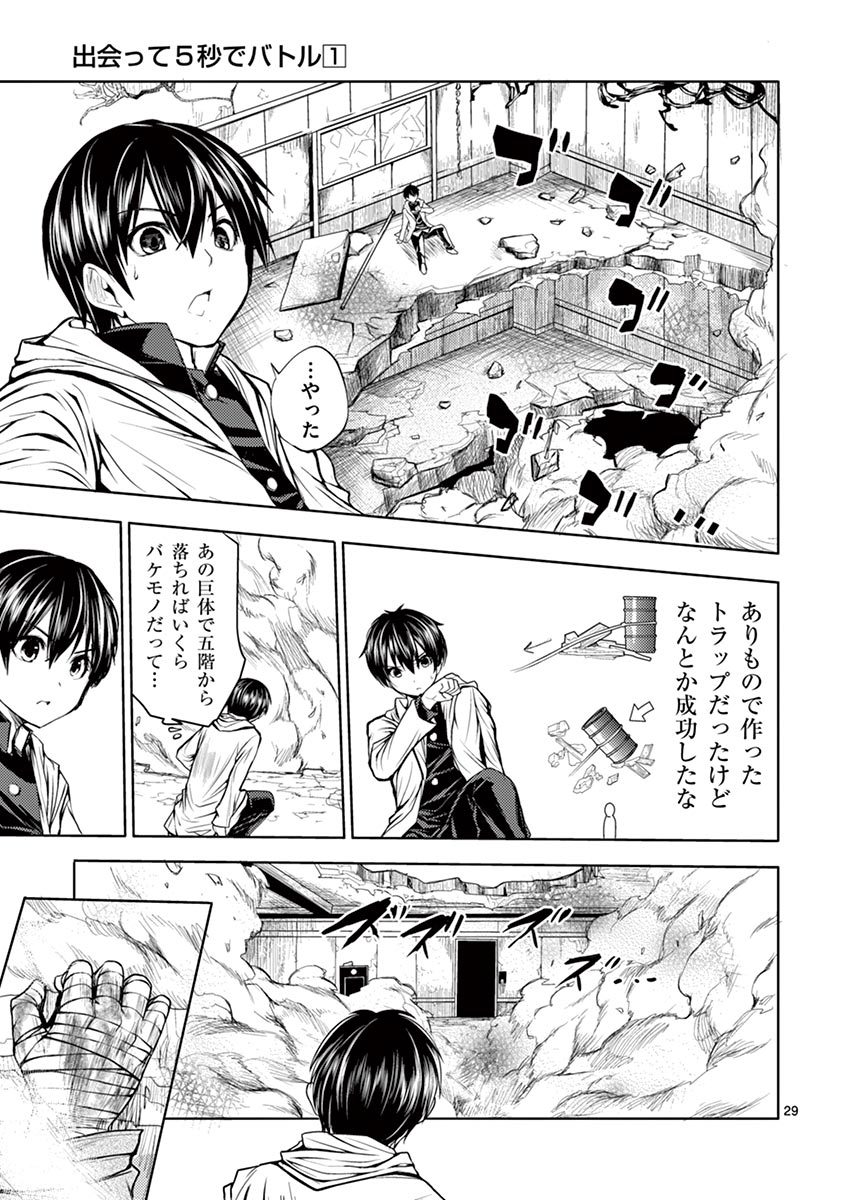 出会って5秒でバトル1
ゴゴ
ゴゴ
…やった
ありもので作った
トラップだったけど
なんとか成功したな
あの巨体で五階から
落ちればいくら
バケモノだって…
ズズズズ……
29